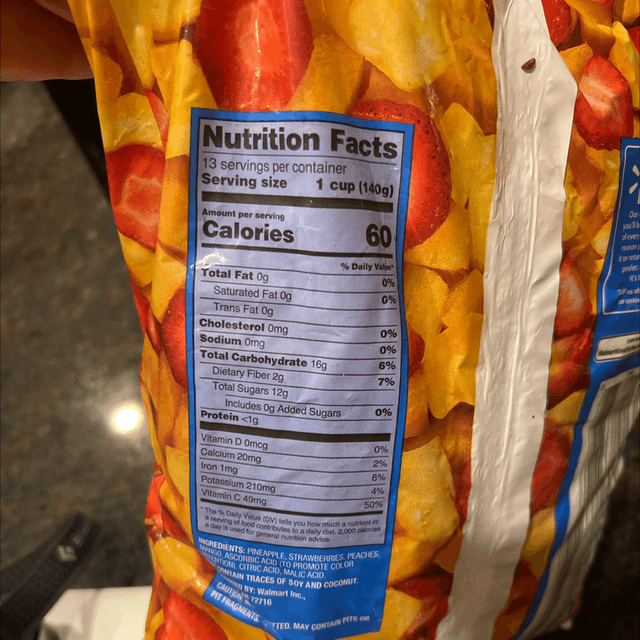 Nutrition Facts
13 servings per container
Serving size 1 cup (140g)
Amount per serving
Calories 60
% Daily Value*
Total Fat 0g 0%
Saturated Fat 0g 0%
Trans Fat 0g
Cholesterol 0mg 0%
Sodium 0mg 0%
Total Carbohydrate 16g 6%
Dietary Fiber 2g 7%
Total Sugars 12g
Includes 0g Added Sugars 0%
Protein <1g
Vitamin D 0mcg 0%
Calcium 20mg 2%
Iron 1mg 6%
Potassium 210mg 4%
Vitamin C 49mg 50%
* The % Daily Value (DV) tells you how much a nutrient in
a serving of food contributes to a daily diet. 2,000 calories
a day is used for general nutrition advice.
INGREDIENTS: PINEAPPLE, STRAWBERRIES, PEACHES,
MANGO, ASCORBIC ACID (TO PROMOTE COLOR
CITRIC ACID, MALIC ACID.
CONTAIN TRACES OF SOY AND COCONUT.
BY: Walmart Inc.,
72716
MAY CONTAIN PITS OR
PIT FRAGMENTS.